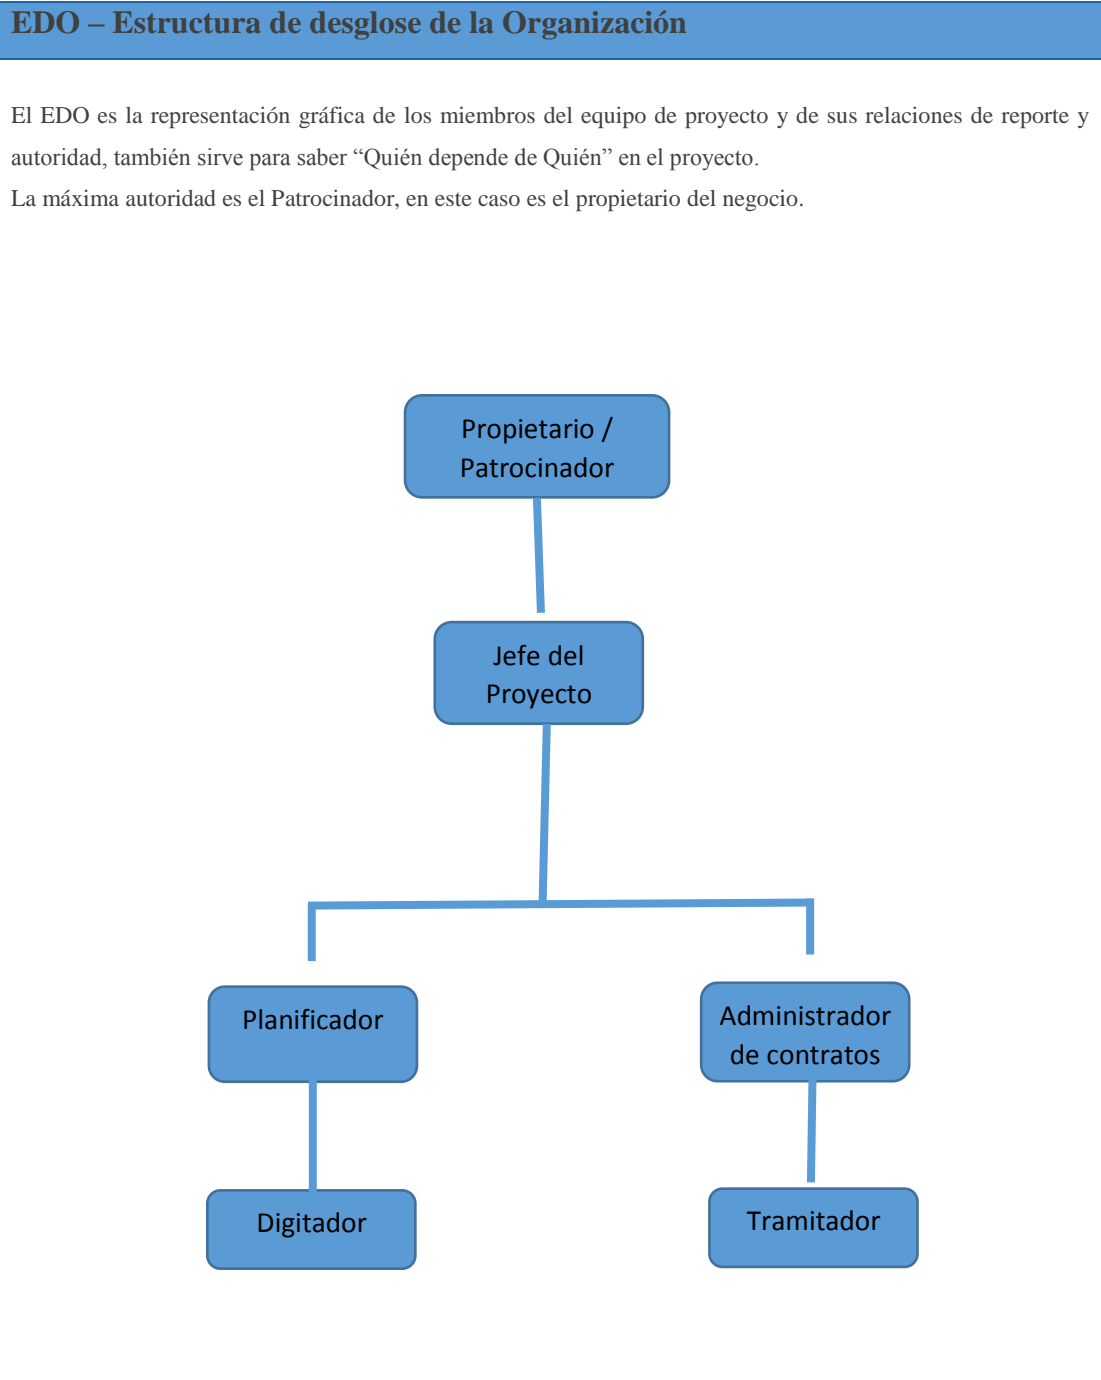 EDO – Estructura de desglose de la Organización
El EDO es la representación gráfica de los miembros del equipo de proyecto y de sus relaciones de reporte y
autoridad, también sirve para saber “Quién depende de Quién” en el proyecto.
La máxima autoridad es el Patrocinador, en este caso es el propietario del negocio.
Propietario /
Patrocinador
Jefe del
Proyecto
Planificador
Administrador
de contratos
Digitador
Tramitador